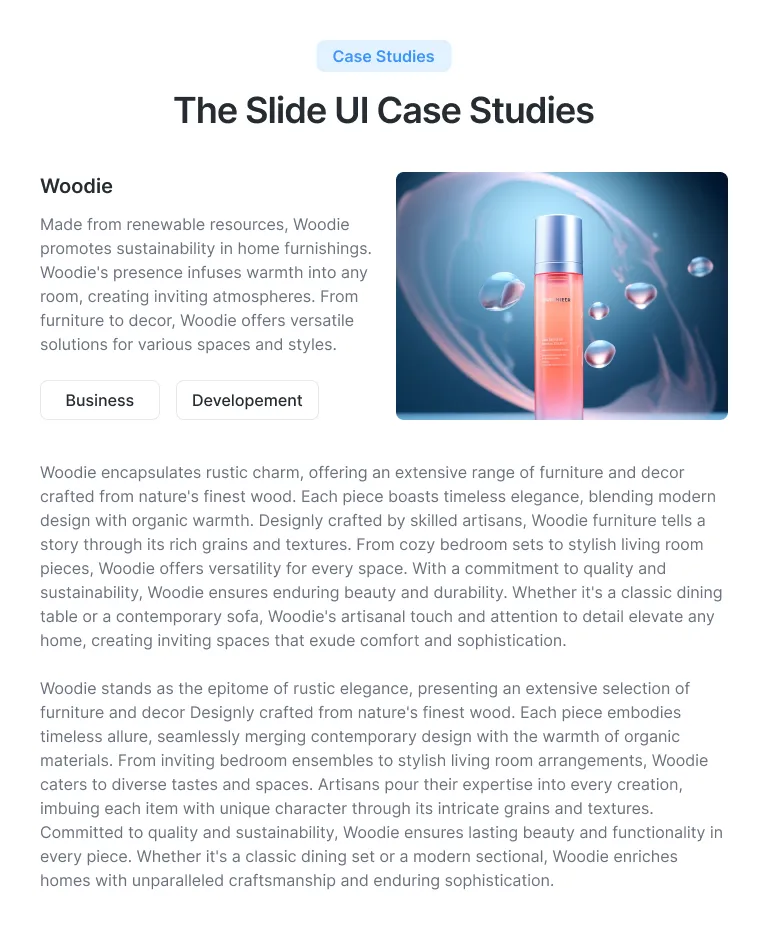 Case Studies
The Slide UI Case Studies
Woodie
Made from renewable resources, Woodie
promotes sustainability in home furnishings.
Woodie's presence infuses warmth into any
room, creating inviting atmospheres. From
furniture to decor, Woodie offers versatile
solutions for various spaces and styles.
Business
Developement
Woodie encapsulates rustic charm, offering an extensive range of furniture and decor
crafted from nature's finest wood. Each piece boasts timeless elegance, blending modern
design with organic warmth. Designly crafted by skilled artisans, Woodie furniture tells a
story through its rich grains and textures. From cozy bedroom sets to stylish living room
pieces, Woodie offers versatility for every space. With a commitment to quality and
sustainability, Woodie ensures enduring beauty and durability. Whether it's a classic dining
table or a contemporary sofa, Woodie's artisanal touch and attention to detail elevate any
home, creating inviting spaces that exude comfort and sophistication.
Woodie stands as the epitome of rustic elegance, presenting an extensive selection of
furniture and decor Designly crafted from nature's finest wood. Each piece embodies
timeless allure, seamlessly merging contemporary design with the warmth of organic
materials. From inviting bedroom ensembles to stylish living room arrangements, Woodie
caters to diverse tastes and spaces. Artisans pour their expertise into every creation,
imbuing each item with unique character through its intricate grains and textures.
Committed to quality and sustainability, Woodie ensures lasting beauty and functionality in
every piece. Whether it's a classic dining set or a modern sectional, Woodie enriches
homes with unparalleled craftsmanship and enduring sophistication.